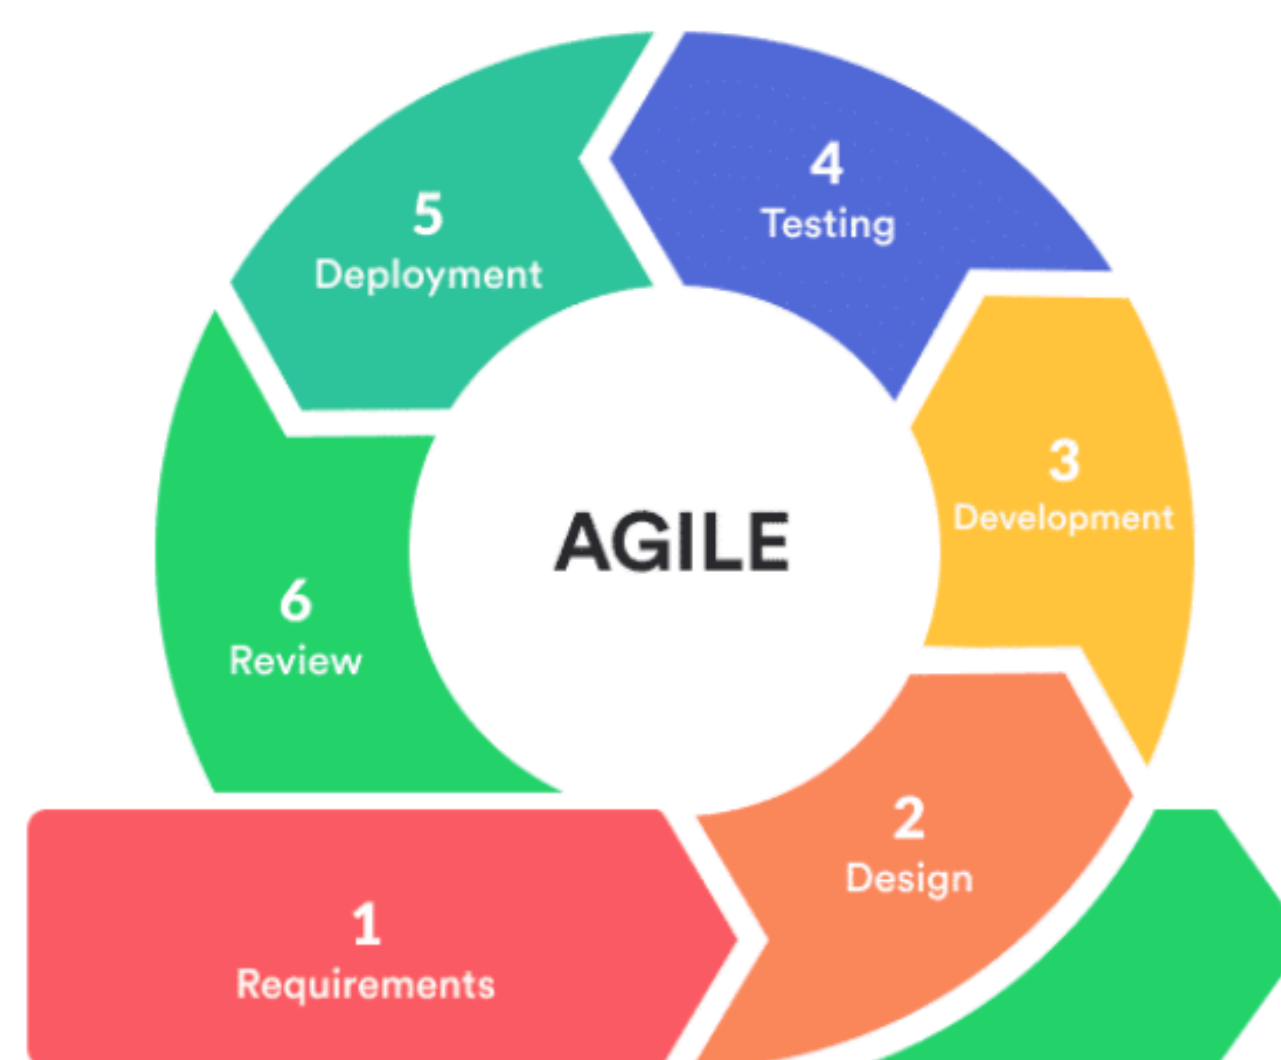 5
Deployment
4
Testing
3
Development
AGILE
6
Review
2
Design
1
Requirements